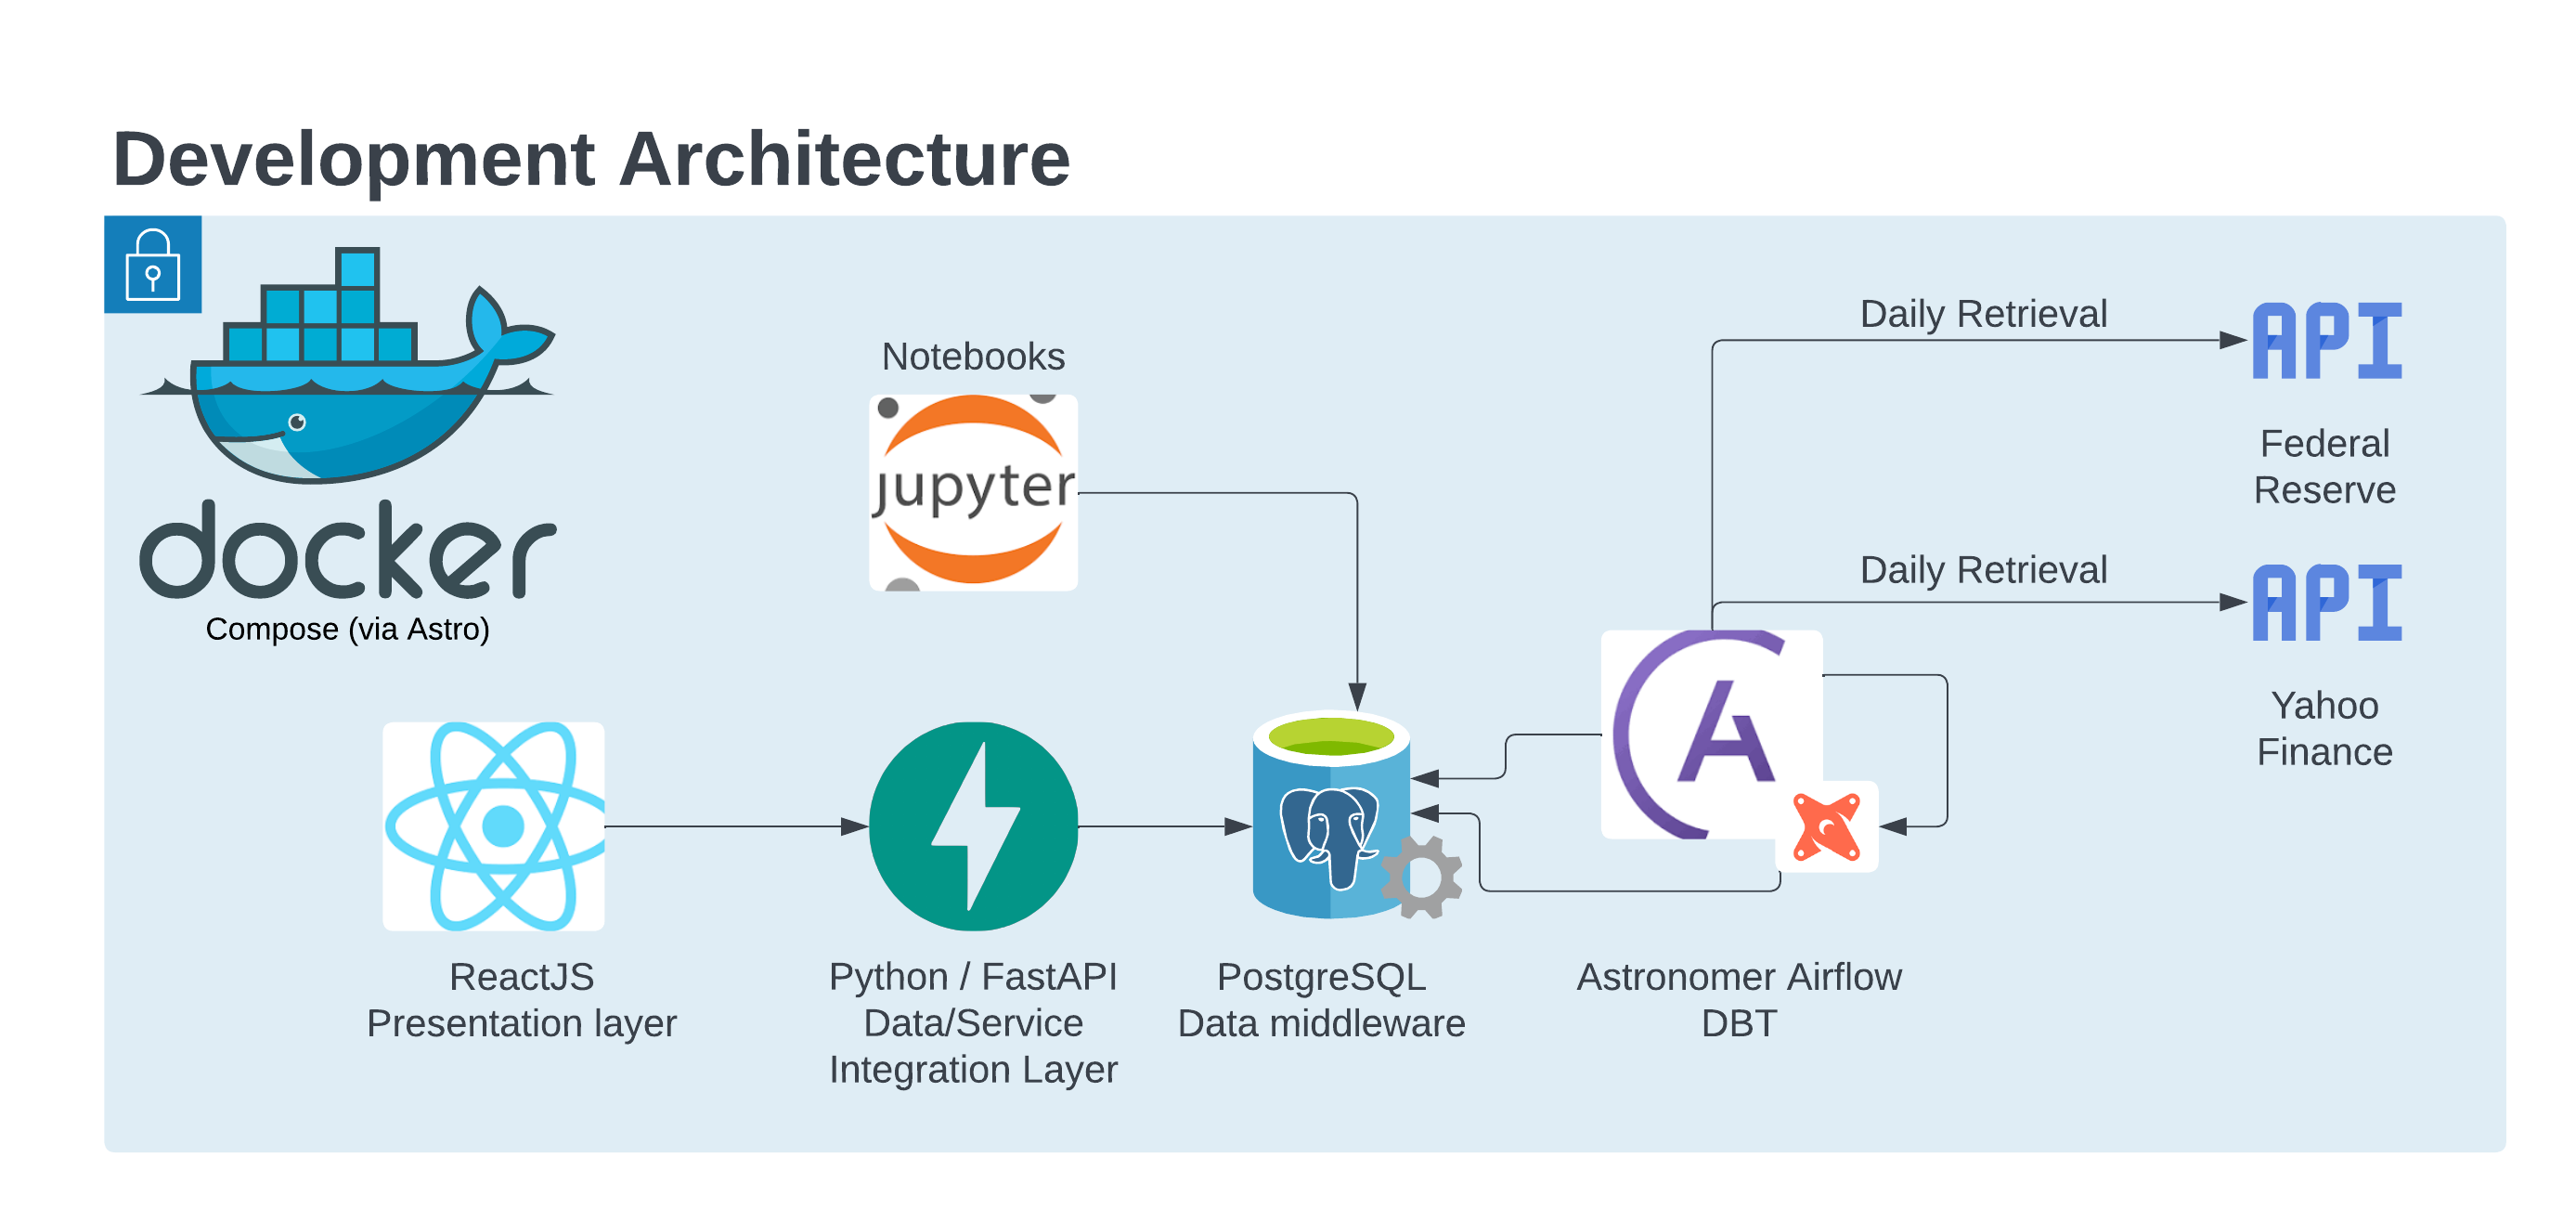 Development Architecture
docker
Compose (via Astro)
Notebooks
jupyter
Daily Retrieval
API
Federal
Reserve
Daily Retrieval
API
Yahoo
Finance
ReactJS
Presentation layer
Python / FastAPI
Data/Service
Integration Layer
PostgreSQL
Data middleware
Astronomer Airflow
DBT